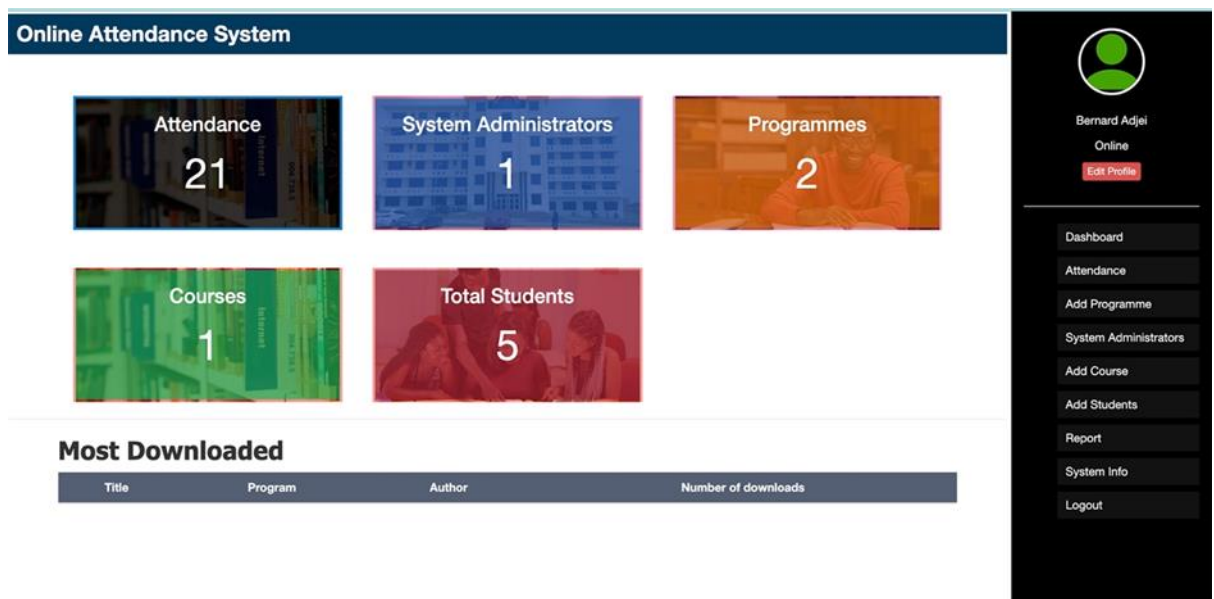 Online Attendance System
Attendance
21
System Administrators
1
Programmes
2
Courses
1
Total Students
5
Most Downloaded
Title Program Author Number of downloads
Bernard Adjei
Online
Edit Profile
Dashboard
Attendance
Add Programme
System Administrators
Add Course
Add Students
Report
System Info
Logout